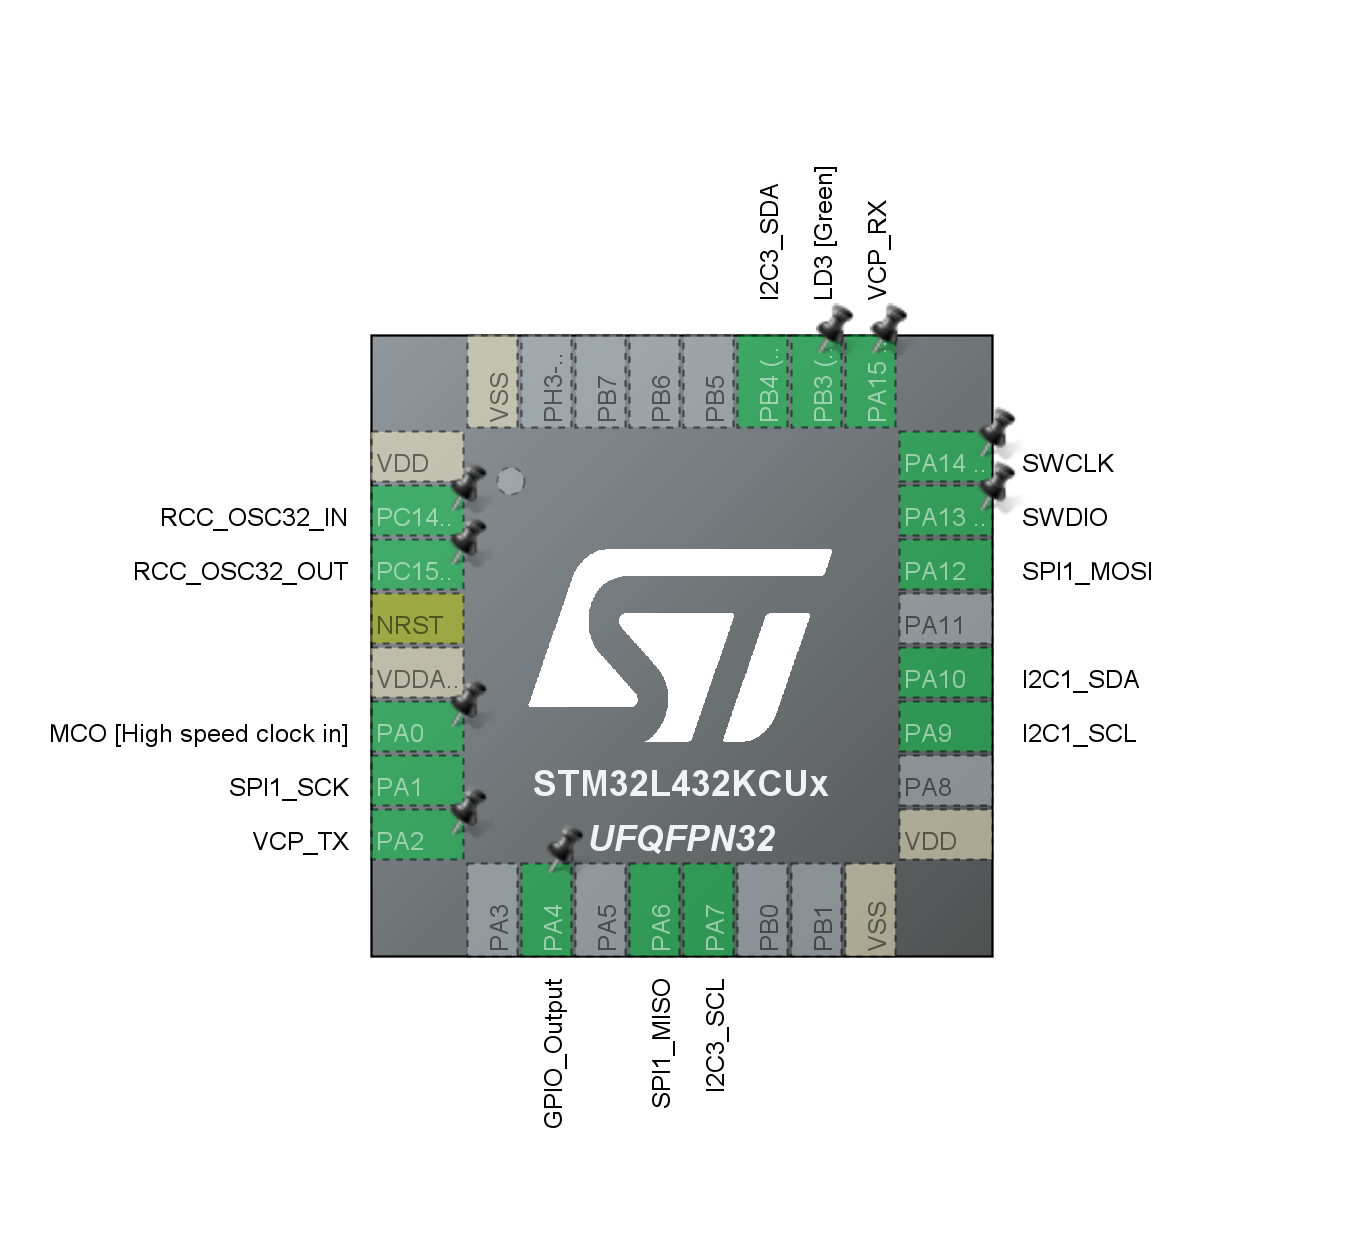 I2C3_SDA
LD3 [Green]
VCP_RX
VSS
PH3-..
PB7
PB6
PB5
PB4 (..
PB3 (..
PA15 ..
VDD
PC14..
PC15..
NRST
VDDA..
PA0
PA1
PA2
RCC_OSC32_IN
RCC_OSC32_OUT
MCO [High speed clock in]
SPI1_SCK
VCP_TX
ST
STM32L432KCUx
UFQFPN32
PA14 ..
PA13 ..
PA12
PA11
PA10
PA9
PA8
VDD
SWCLK
SWDIO
SPI1_MOSI
I2C1_SDA
I2C1_SCL
PA3
PA4
PA5
PA6
PA7
PB0
PB1
VSS
GPIO_Output
SPI1_MISO
I2C3_SCL